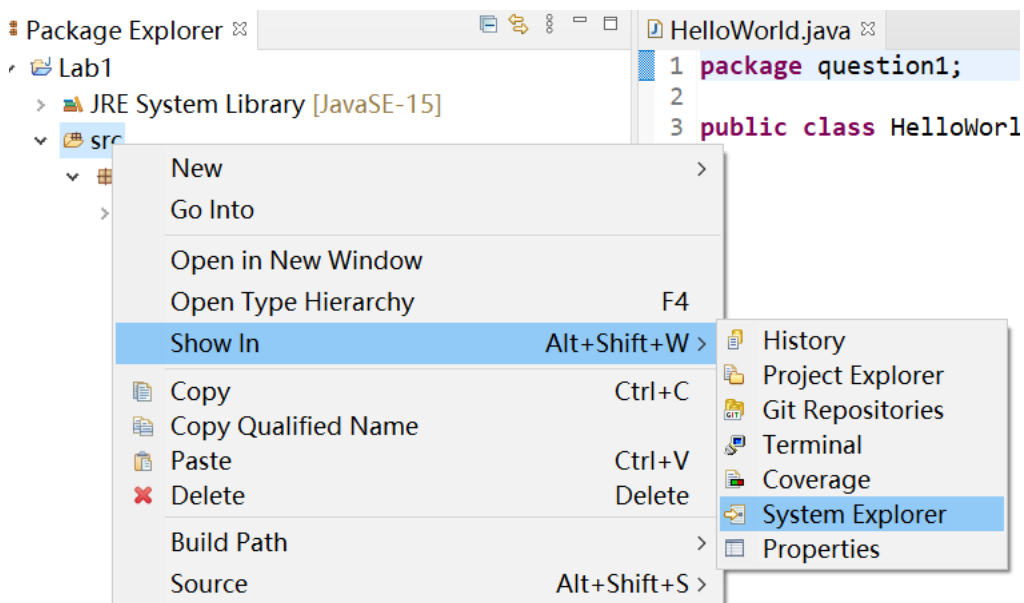 Package Explorer
HelloWorld.java
Lab1
1 package question1;
JRE System Library [JavaSE-15]
2
src
3 public class HelloWorl
New
Go Into
Open in New Window
Open Type Hierarchy F4
Show In Alt+Shift+W
History
Project Explorer
Copy Ctrl+C
Git Repositories
GIT
Copy Qualified Name
Terminal
Paste Ctrl+V
Coverage
Delete Delete
System Explorer
Build Path
Properties
Source Alt+Shift+S